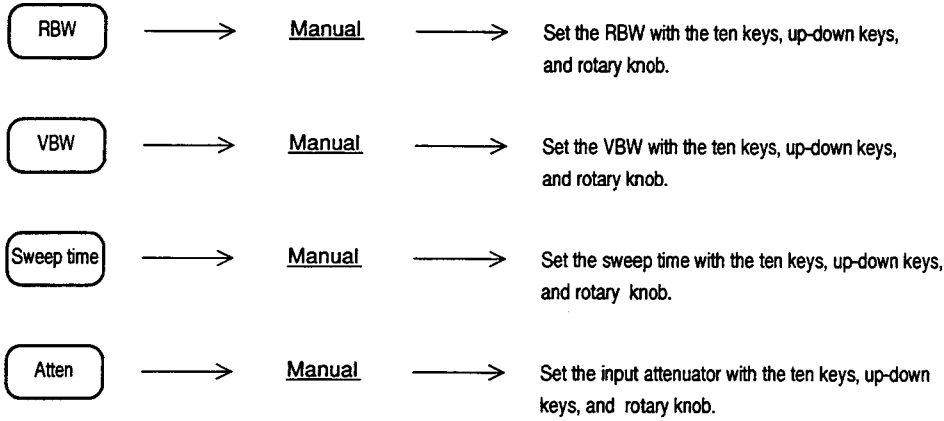 RBW
Manual
Set the RBW with the ten keys, up-down keys,
and rotary knob.
VBW
Manual
Set the VBW with the ten keys, up-down keys,
and rotary knob.
Sweep time
Manual
Set the sweep time with the ten keys, up-down keys,
and rotary knob.
Atten
Manual
Set the input attenuator with the ten keys, up-down
keys, and rotary knob.